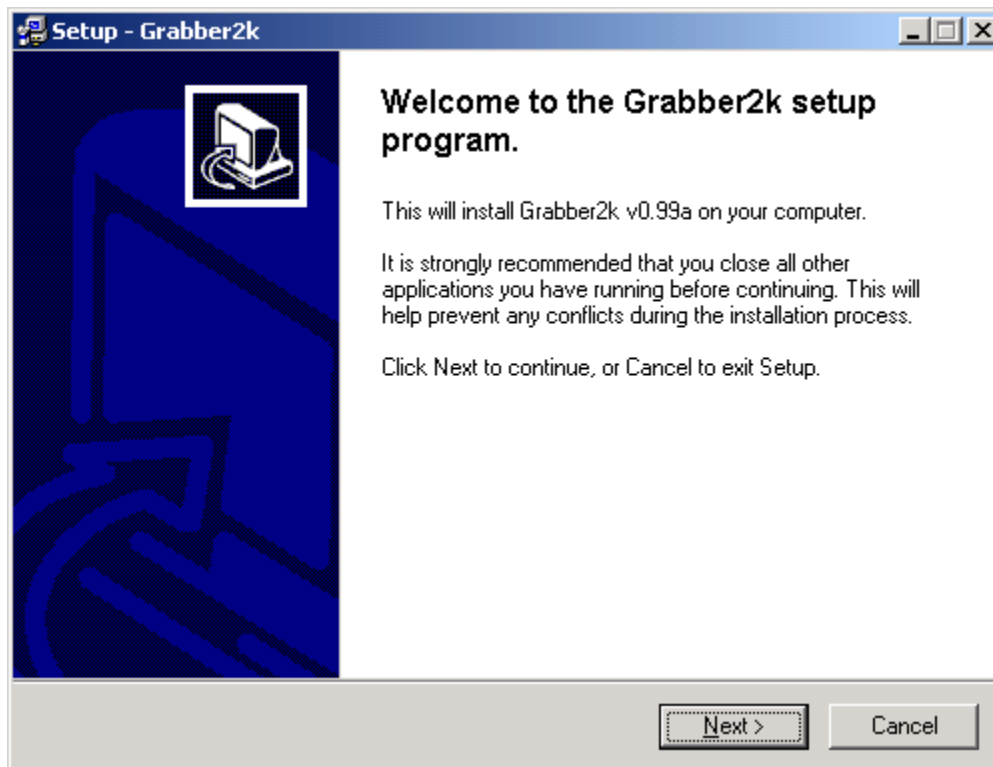 Setup - Grabber2k
Welcome to the Grabber2k setup
program.
This will install Grabber2k v0.99a on your computer.
It is strongly recommended that you close all other
applications you have running before continuing. This will
help prevent any conflicts during the installation process.
Click Next to continue, or Cancel to exit Setup.
Next >
Cancel